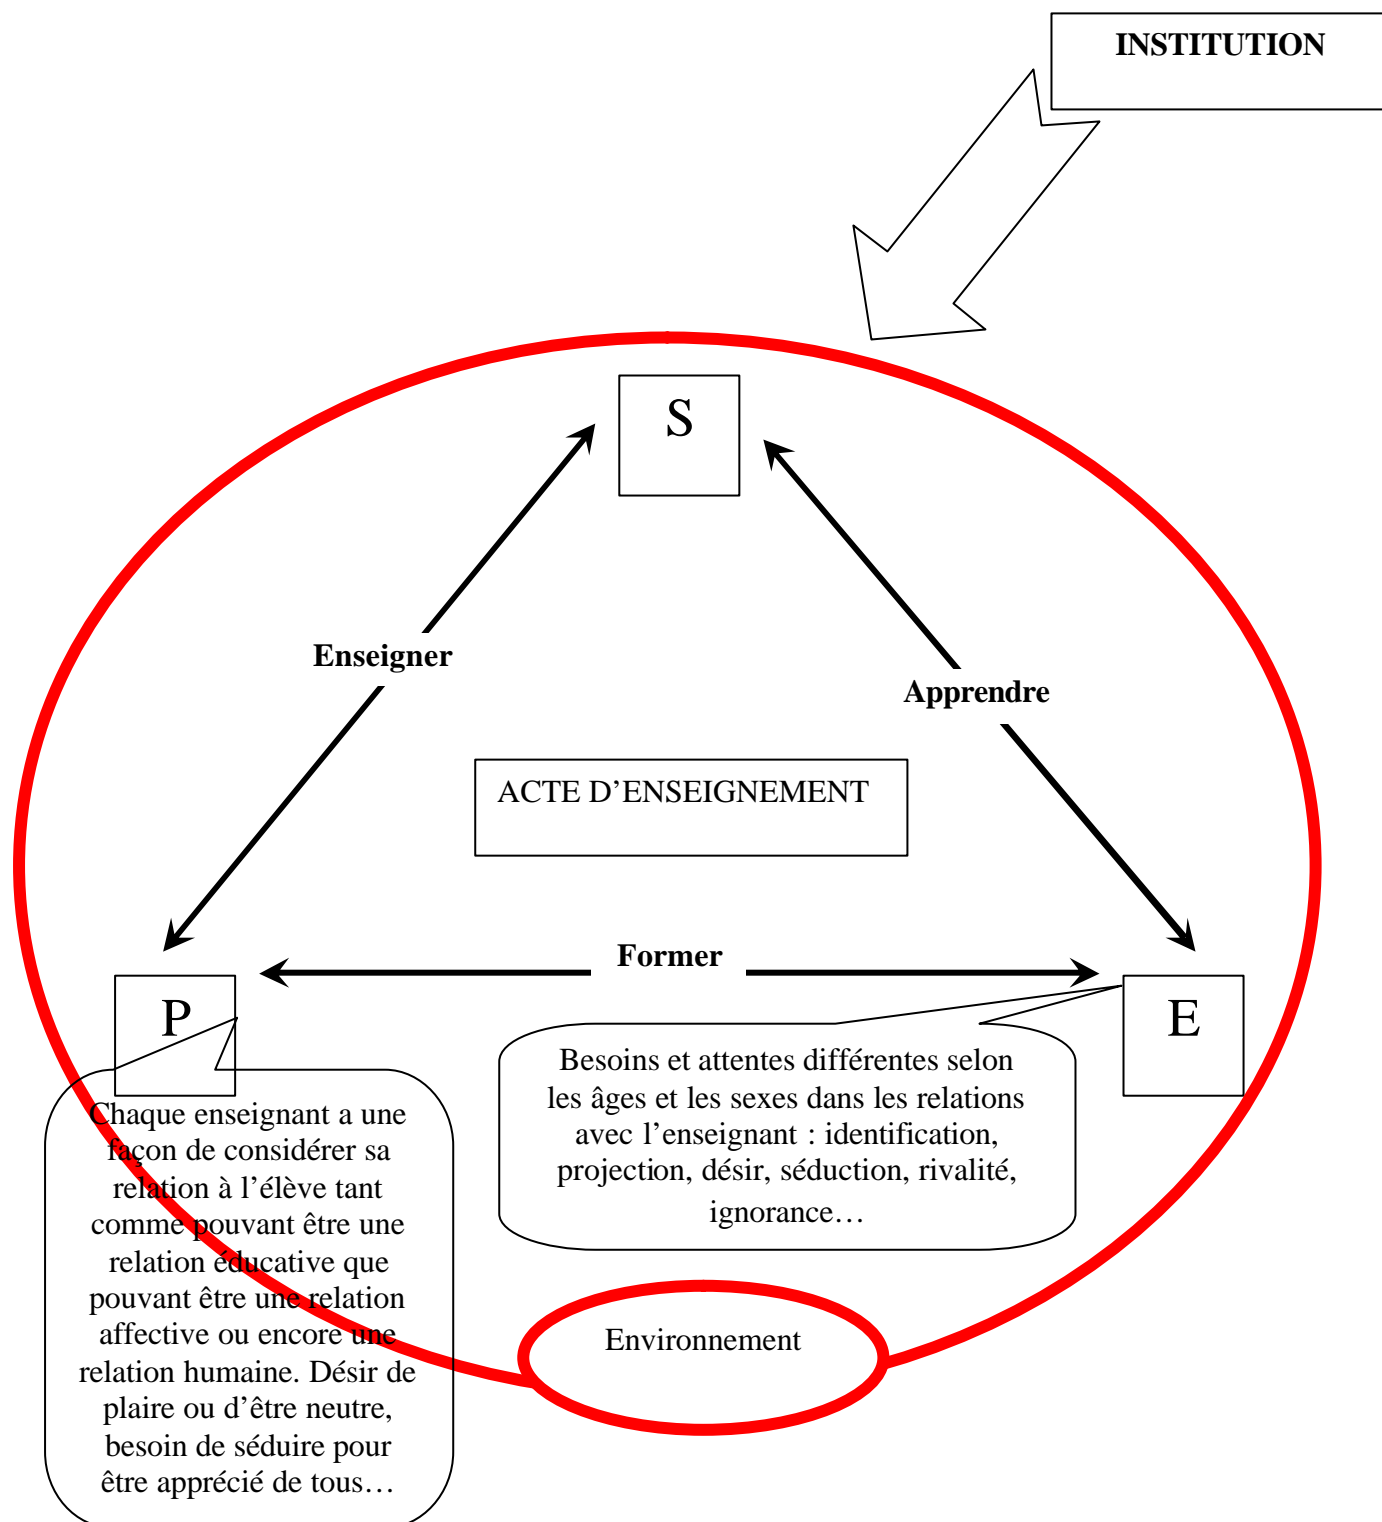 INSTITUTION
S
Enseigner
Apprendre
ACTE D’ENSEIGNEMENT
Former
P
E
Besoins et attentes différentes selon
les âges et les sexes dans les relations
avec l’enseignant : identification,
projection, désir, séduction, rivalité,
ignorance…
Chaque enseignant a une
façon de considérer sa
relation à l’élève tant
comme pouvant être une
relation éducative que
pouvant être une relation
affective ou encore une
relation humaine. Désir de
plaire ou d’être neutre,
besoin de séduire pour
être apprécié de tous…
Environnement